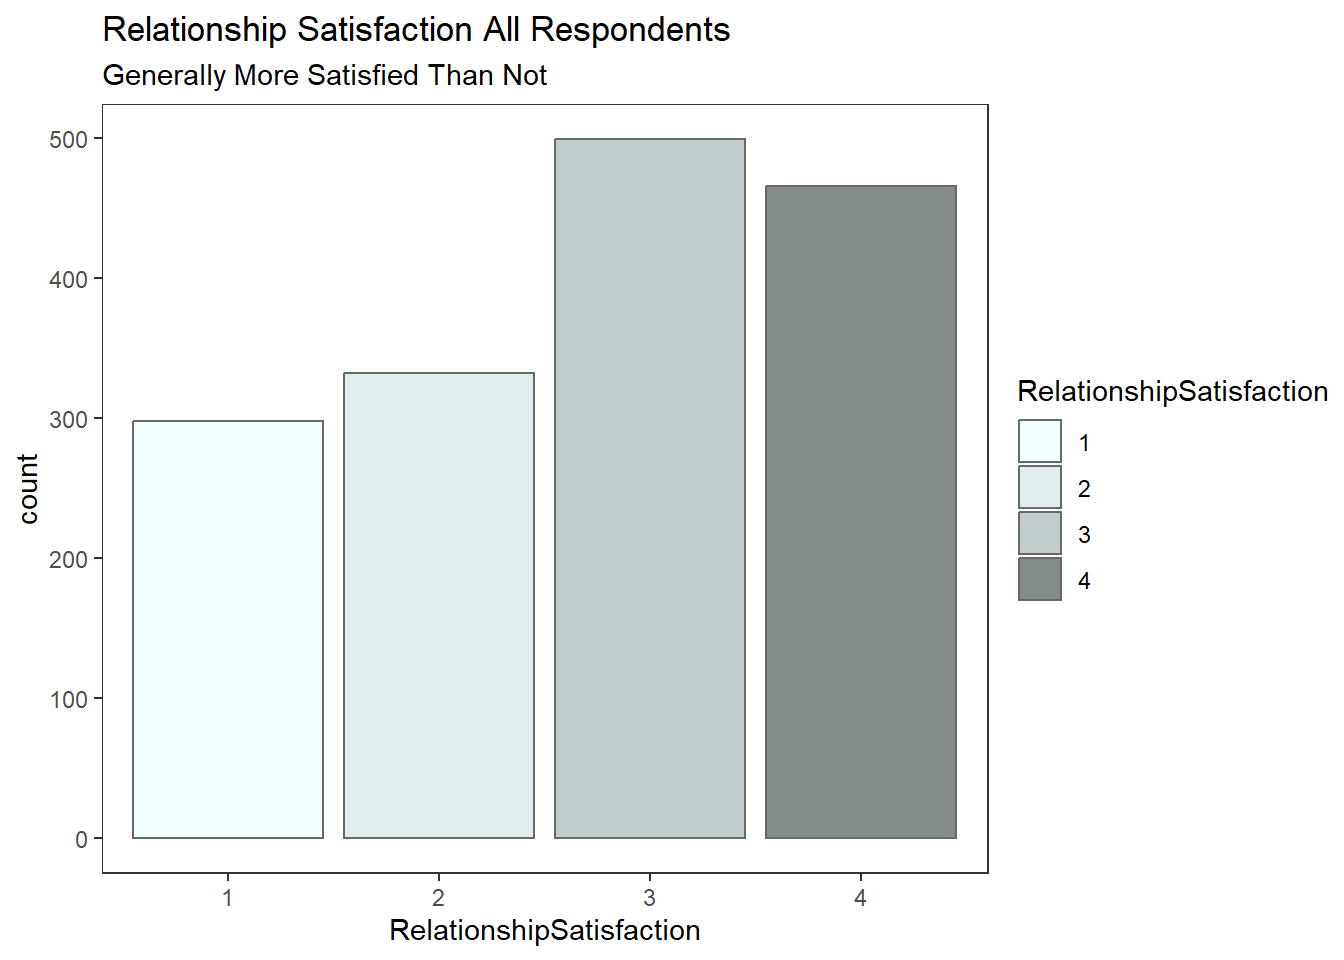 Relationship Satisfaction All Respondents
Generally More Satisfied Than Not
500
400
300
200
100
0
count
1 2 3 4
RelationshipSatisfaction
RelationshipSatisfaction
1
2
3
4